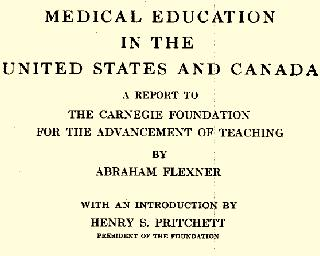 MEDICAL EDUCATION
IN THE
UNITED STATES AND CANADA
A REPORT TO
THE CARNEGIE FOUNDATION
FOR THE ADVANCEMENT OF TEACHING
BY
ABRAHAM FLEXNER
WITH AN INTRODUCTION BY
HENRY S. PRITCHETT
PRESIDENT OF THE FOUNDATION